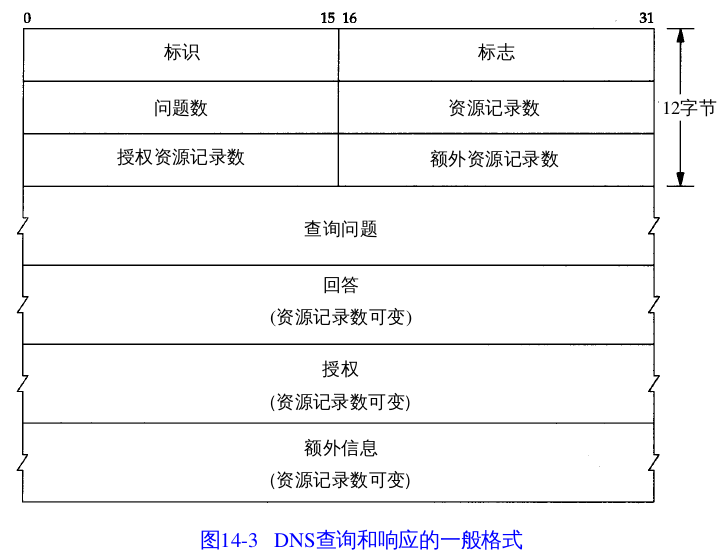 0 15 16 31
标识 标志
问题数 资源记录数 12字节
授权资源记录数 额外资源记录数
查询问题
回答
(资源记录数可变)
授权
(资源记录数可变)
额外信息
(资源记录数可变)
图14-3 DNS查询和响应的一般格式